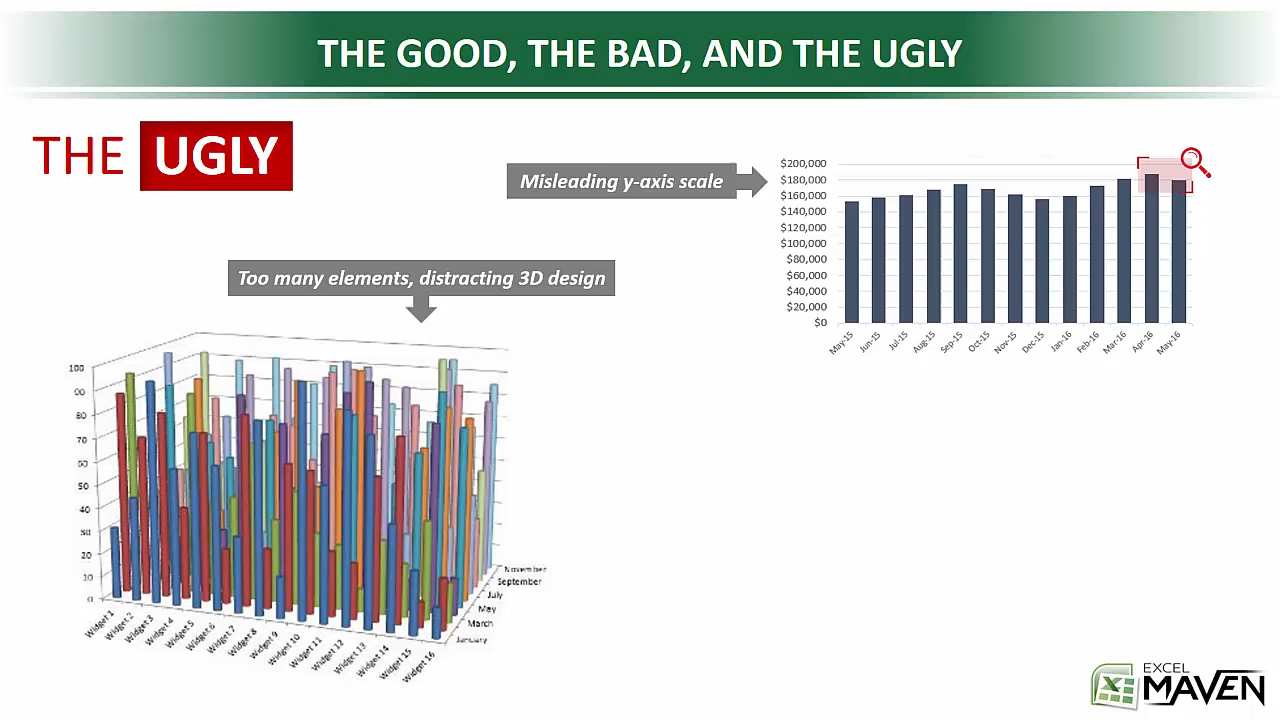 THE GOOD, THE BAD, AND THE UGLY
THE UGLY
Misleading y-axis scale
$200,000
$180,000
$160,000
$140,000
$120,000
$100,000
$80,000
$60,000
$40,000
$20,000
$0
May-15 Jun-15 Jul-15 Aug-15 Sep-15 Oct-15 Nov-15 Dec-15 Jan-16 Feb-16 Mar-16 Apr-16 May-16
Too many elements, distracting 3D design
100
90
80
70
60
50
40
30
20
10
0
Widget 1 Widget 2 Widget 3 Widget 4 Widget 5 Widget 6 Widget 7 Widget 8 Widget 9 Widget 10 Widget 11 Widget 12 Widget 13 Widget 14 Widget 15 Widget 16
November
September
July
May
March
January
EXCEL
MAVEN